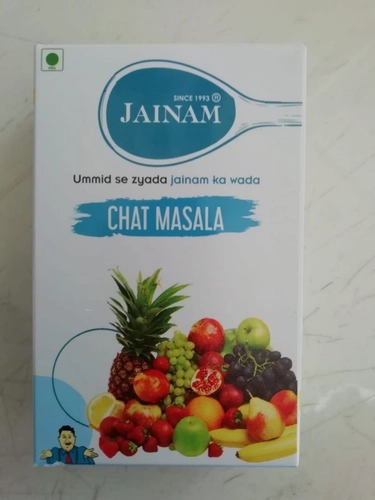 SINCE 1993 ®
JAINAM
Ummid se zyada jainam ka wada
CHAT MASALA